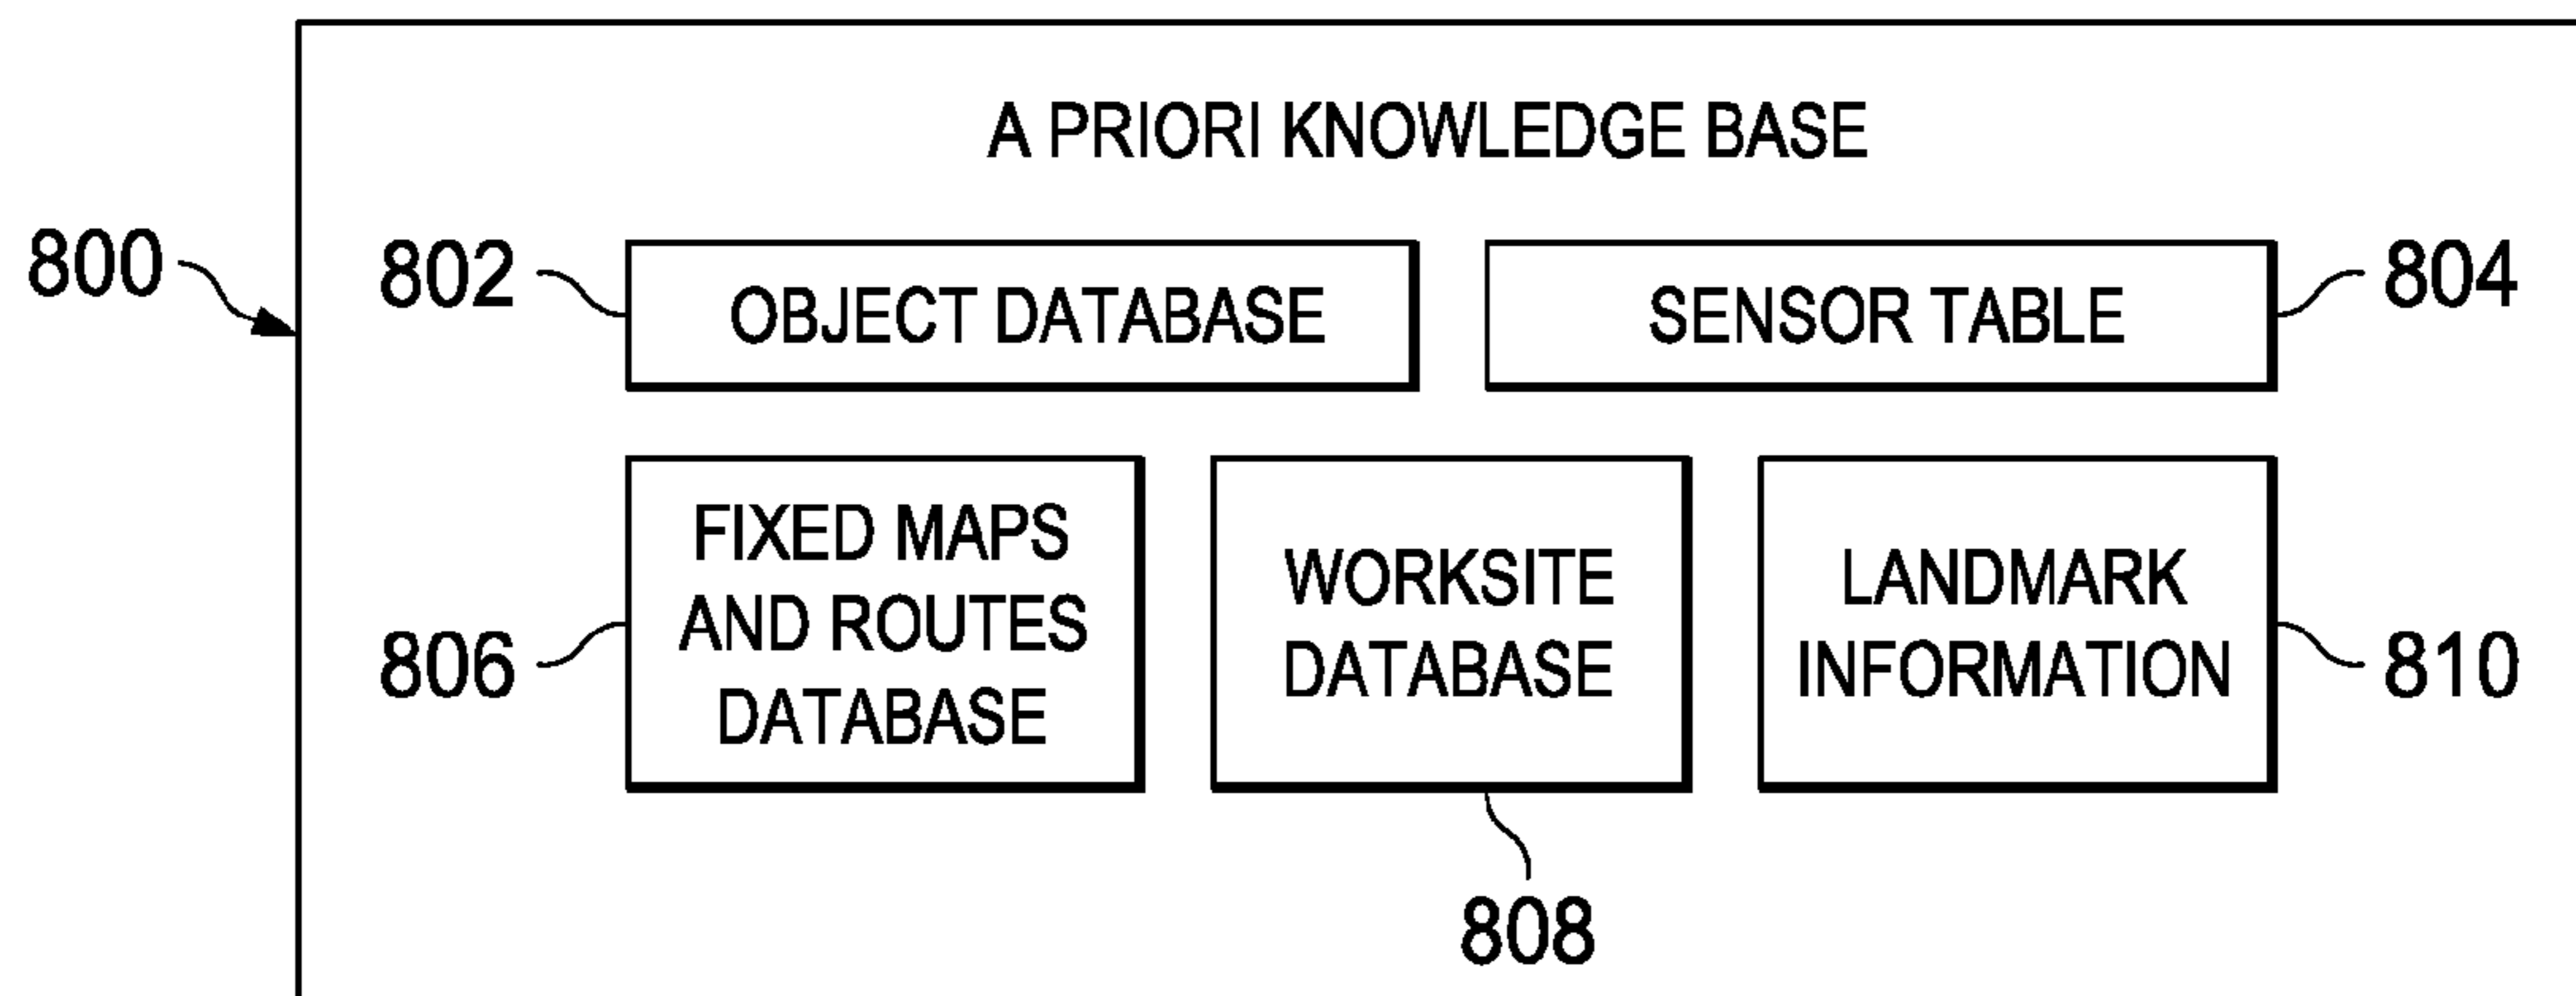 A PRIORI KNOWLEDGE BASE
800
802
OBJECT DATABASE
SENSOR TABLE
804
806
FIXED MAPS
AND ROUTES
DATABASE
WORKSITE
DATABASE
LANDMARK
INFORMATION
810
808